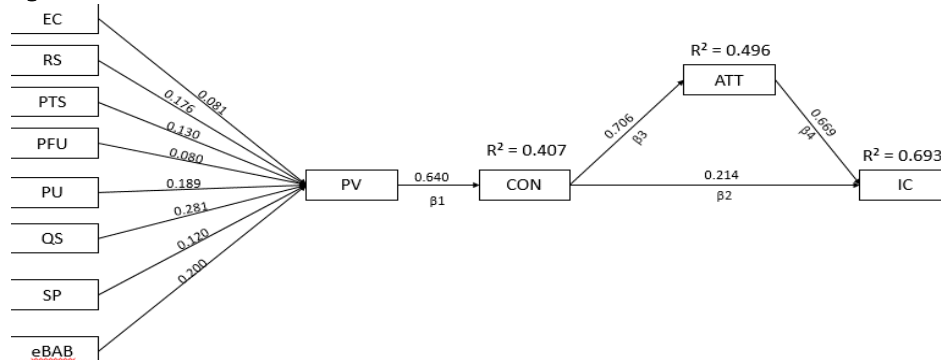 EC
RS
PTS
PFU
PU
QS
SP
eBAB
0.081
0.176
0.130
0.080
0.189
0.281
0.120
0.200
PV
0.640
β1
R² = 0.407
CON
0.706
β3
R² = 0.496
ATT
0.669
β4
0.214
β2
R² = 0.693
IC